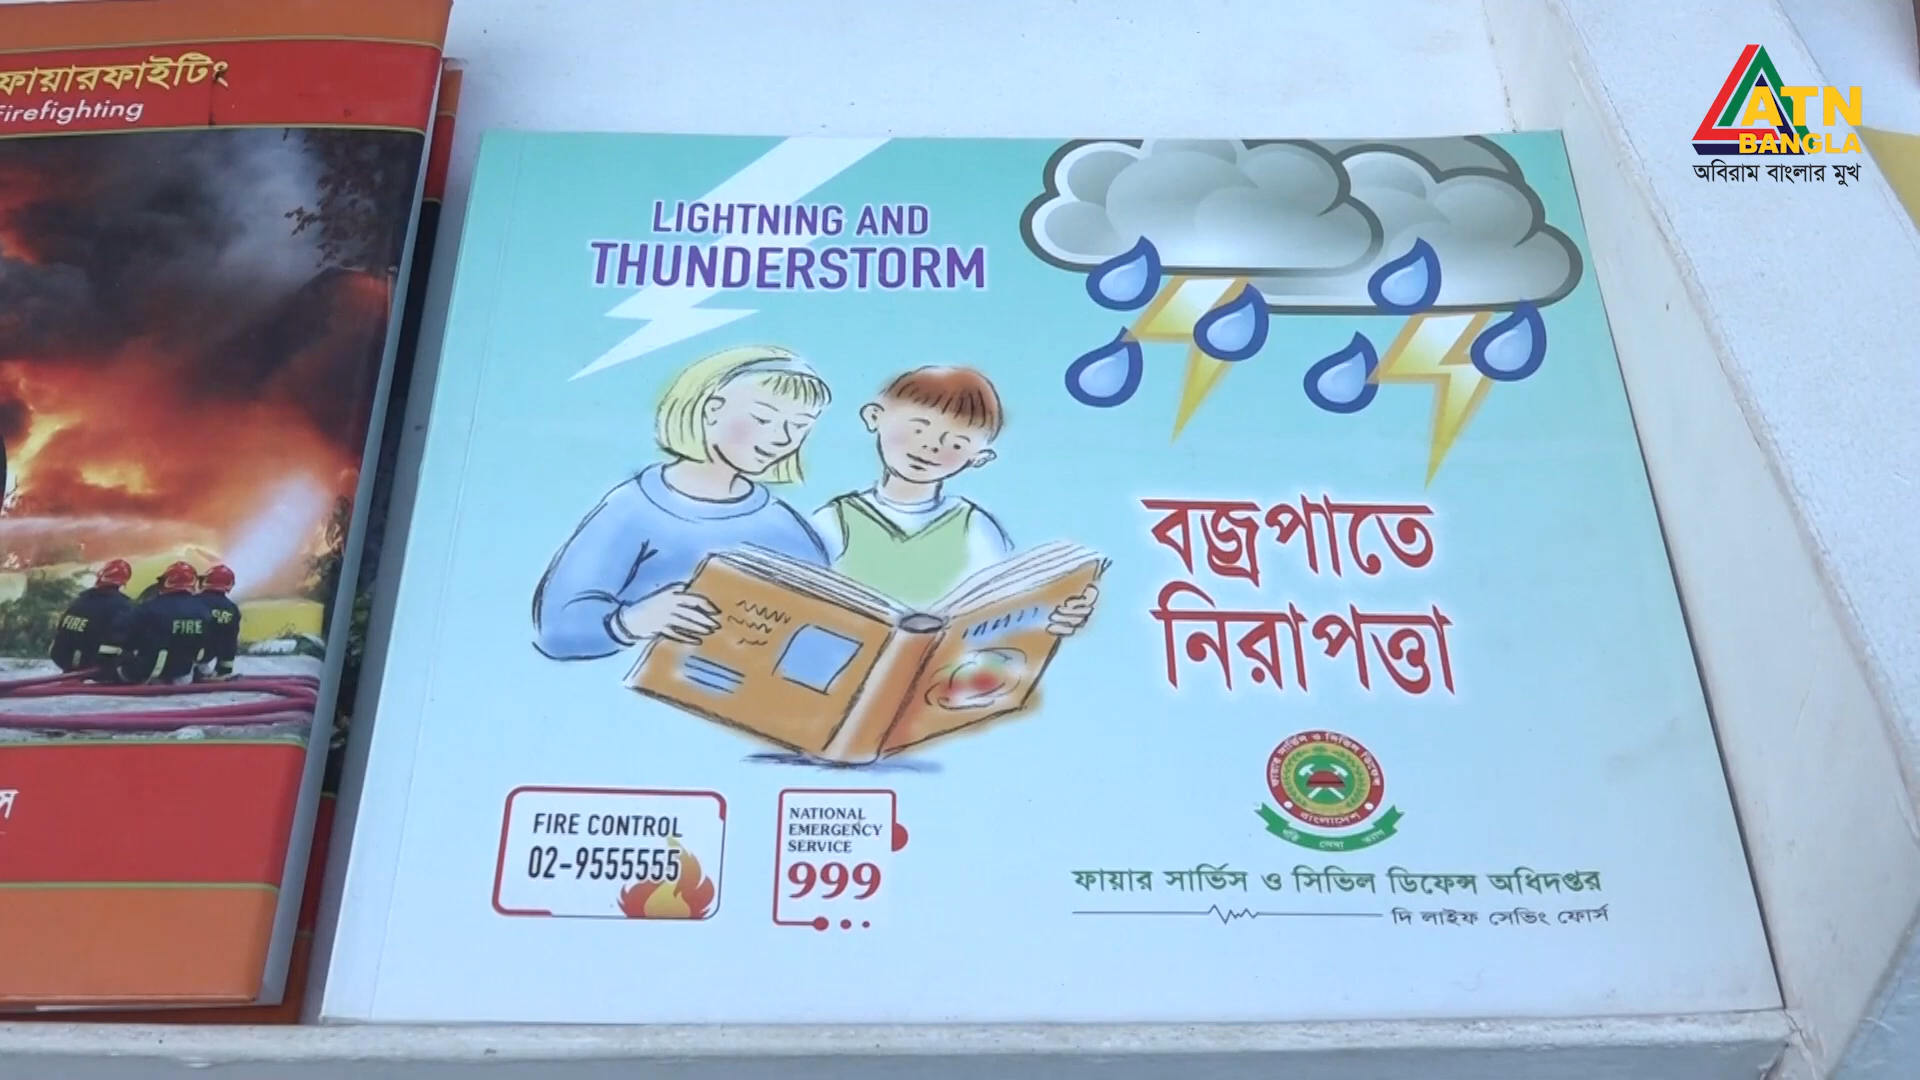 ফায়ারফাইটিং
Firefighting
FIRE
FIRE
LIGHTNING AND
THUNDERSTORM
বজ্রপাতে
নিরাপত্তা
FIRE CONTROL
02-9555555
NATIONAL
EMERGENCY
SERVICE
999
ফায়ার সার্ভিস ও সিভিল ডিফেন্স
বাংলাদেশ
গতি সেবা ত্যাগ
ফায়ার সার্ভিস ও সিভিল ডিফেন্স অধিদপ্তর
দি লাইফ সেভিং ফোর্স
ATN
BANGLA
অবিরাম বাংলার মুখ